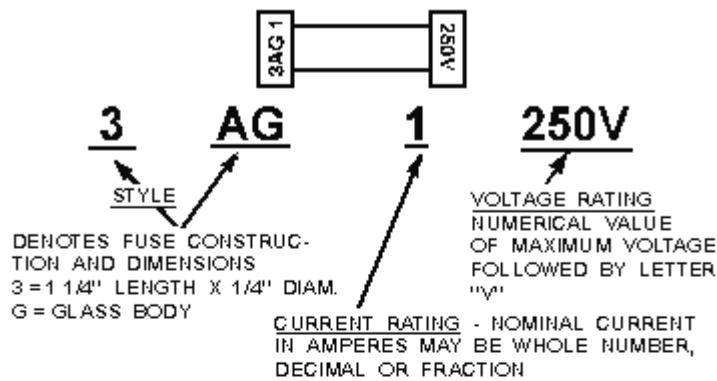 3AG 1
250V
3 AG 1 250V
STYLE
DENOTES FUSE CONSTRUC-
TION AND DIMENSIONS
3 = 1 1/4" LENGTH X 1/4" DIAM.
G = GLASS BODY
VOLTAGE RATING
NUMERICAL VALUE
OF MAXIMUM VOLTAGE
FOLLOWED BY LETTER
"V"
CURRENT RATING - NOMINAL CURRENT
IN AMPERES MAY BE WHOLE NUMBER,
DECIMAL OR FRACTION